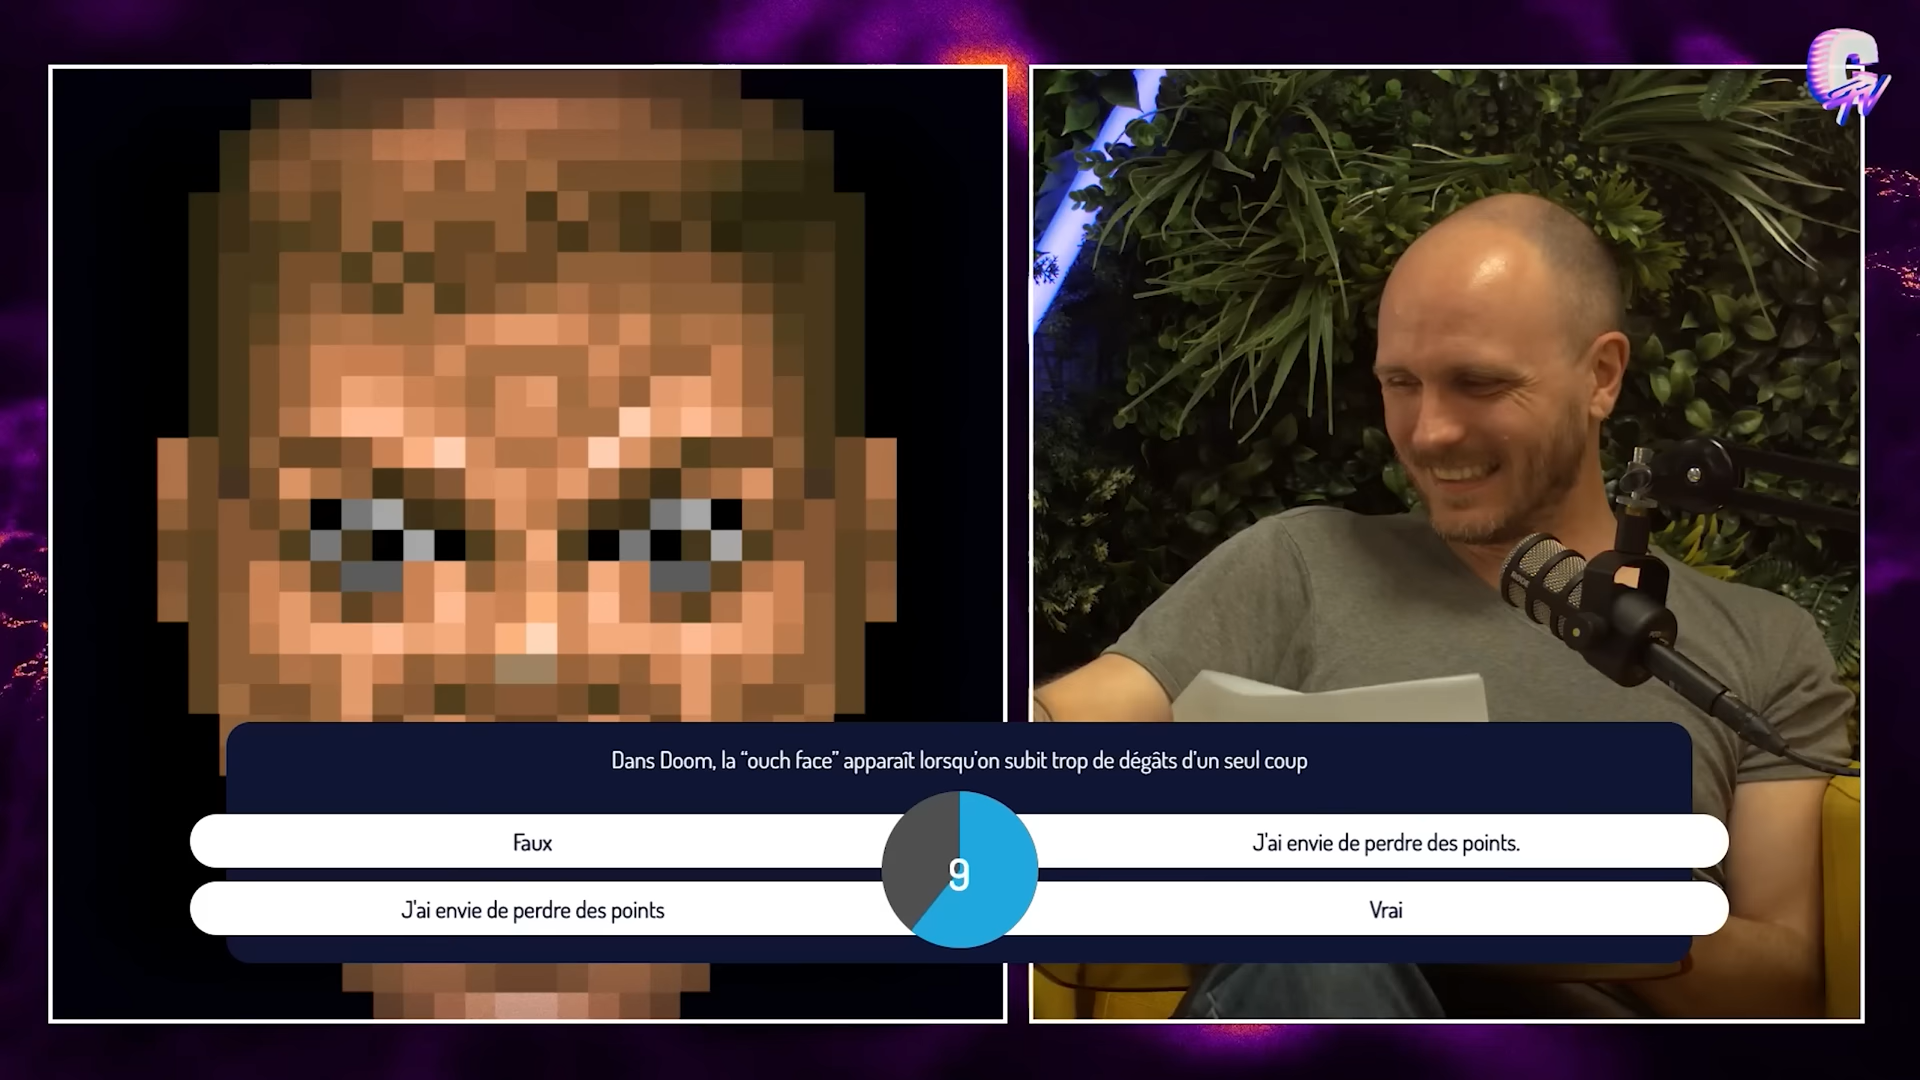 GTV
Dans Doom, la “ouch face” apparaît lorsqu’on subit trop de dégâts d’un seul coup
Faux
J'ai envie de perdre des points.
9
J'ai envie de perdre des points
Vrai